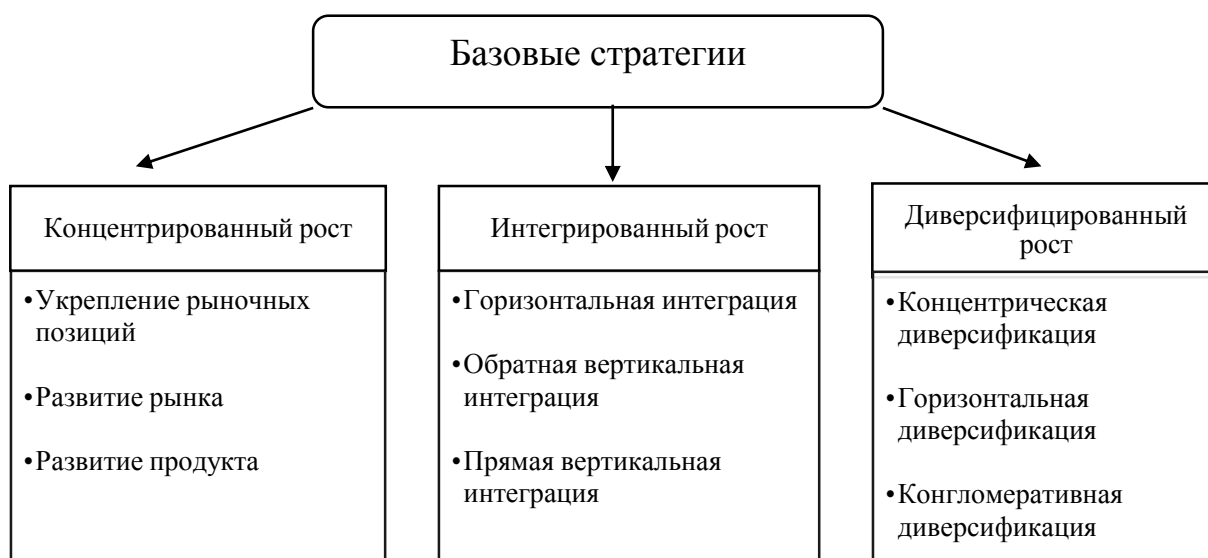 Базовые стратегии
Концентрированный рост
•Укрепление рыночных
позиций
•Развитие рынка
•Развитие продукта
Интегрированный рост
•Горизонтальная интеграция
•Обратная вертикальная
интеграция
•Прямая вертикальная
интеграция
Диверсифицированный
рост
•Концентрическая
диверсификация
•Горизонтальная
диверсификация
•Конгломеративная
диверсификация